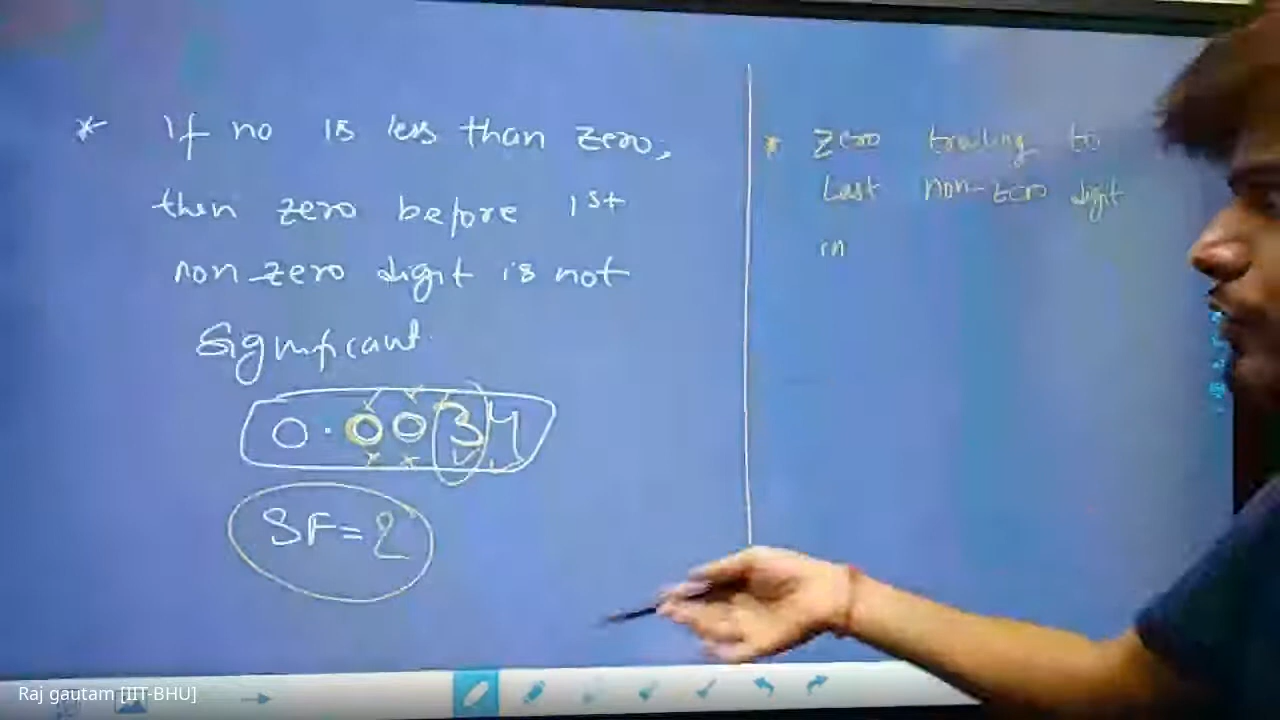 * If no is less than zero,
then zero before 1st
non-zero digit is not
Significant.
0.0034
SF=2
* Zero trailing to
Last non-zero digit
in
Raj gautam [IIT-BHU]